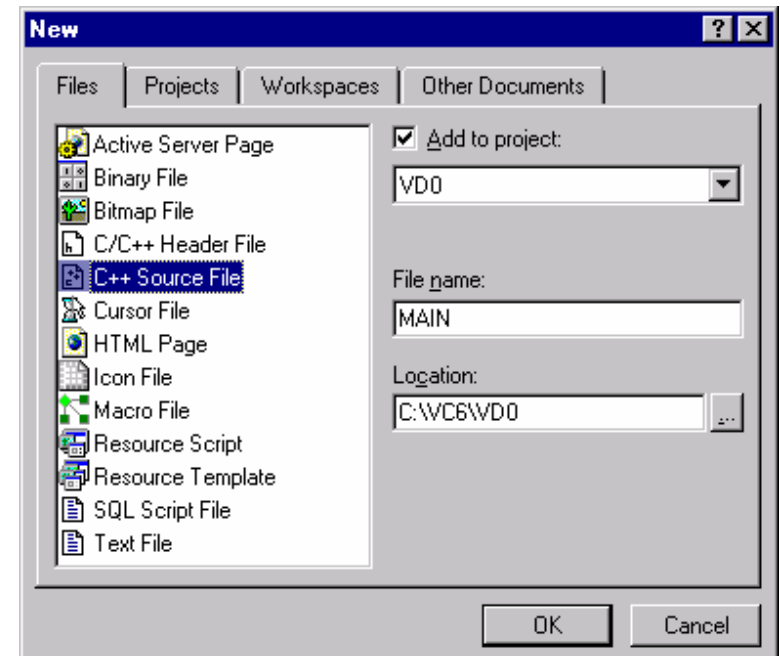 New
Files Projects Workspaces Other Documents
Active Server Page
Binary File
Bitmap File
C/C++ Header File
C++ Source File
Cursor File
HTML Page
Icon File
Macro File
Resource Script
Resource Template
SQL Script File
Text File
Add to project:
VD0
File name:
MAIN
Location:
C:\VC6\VD0
...
OK Cancel